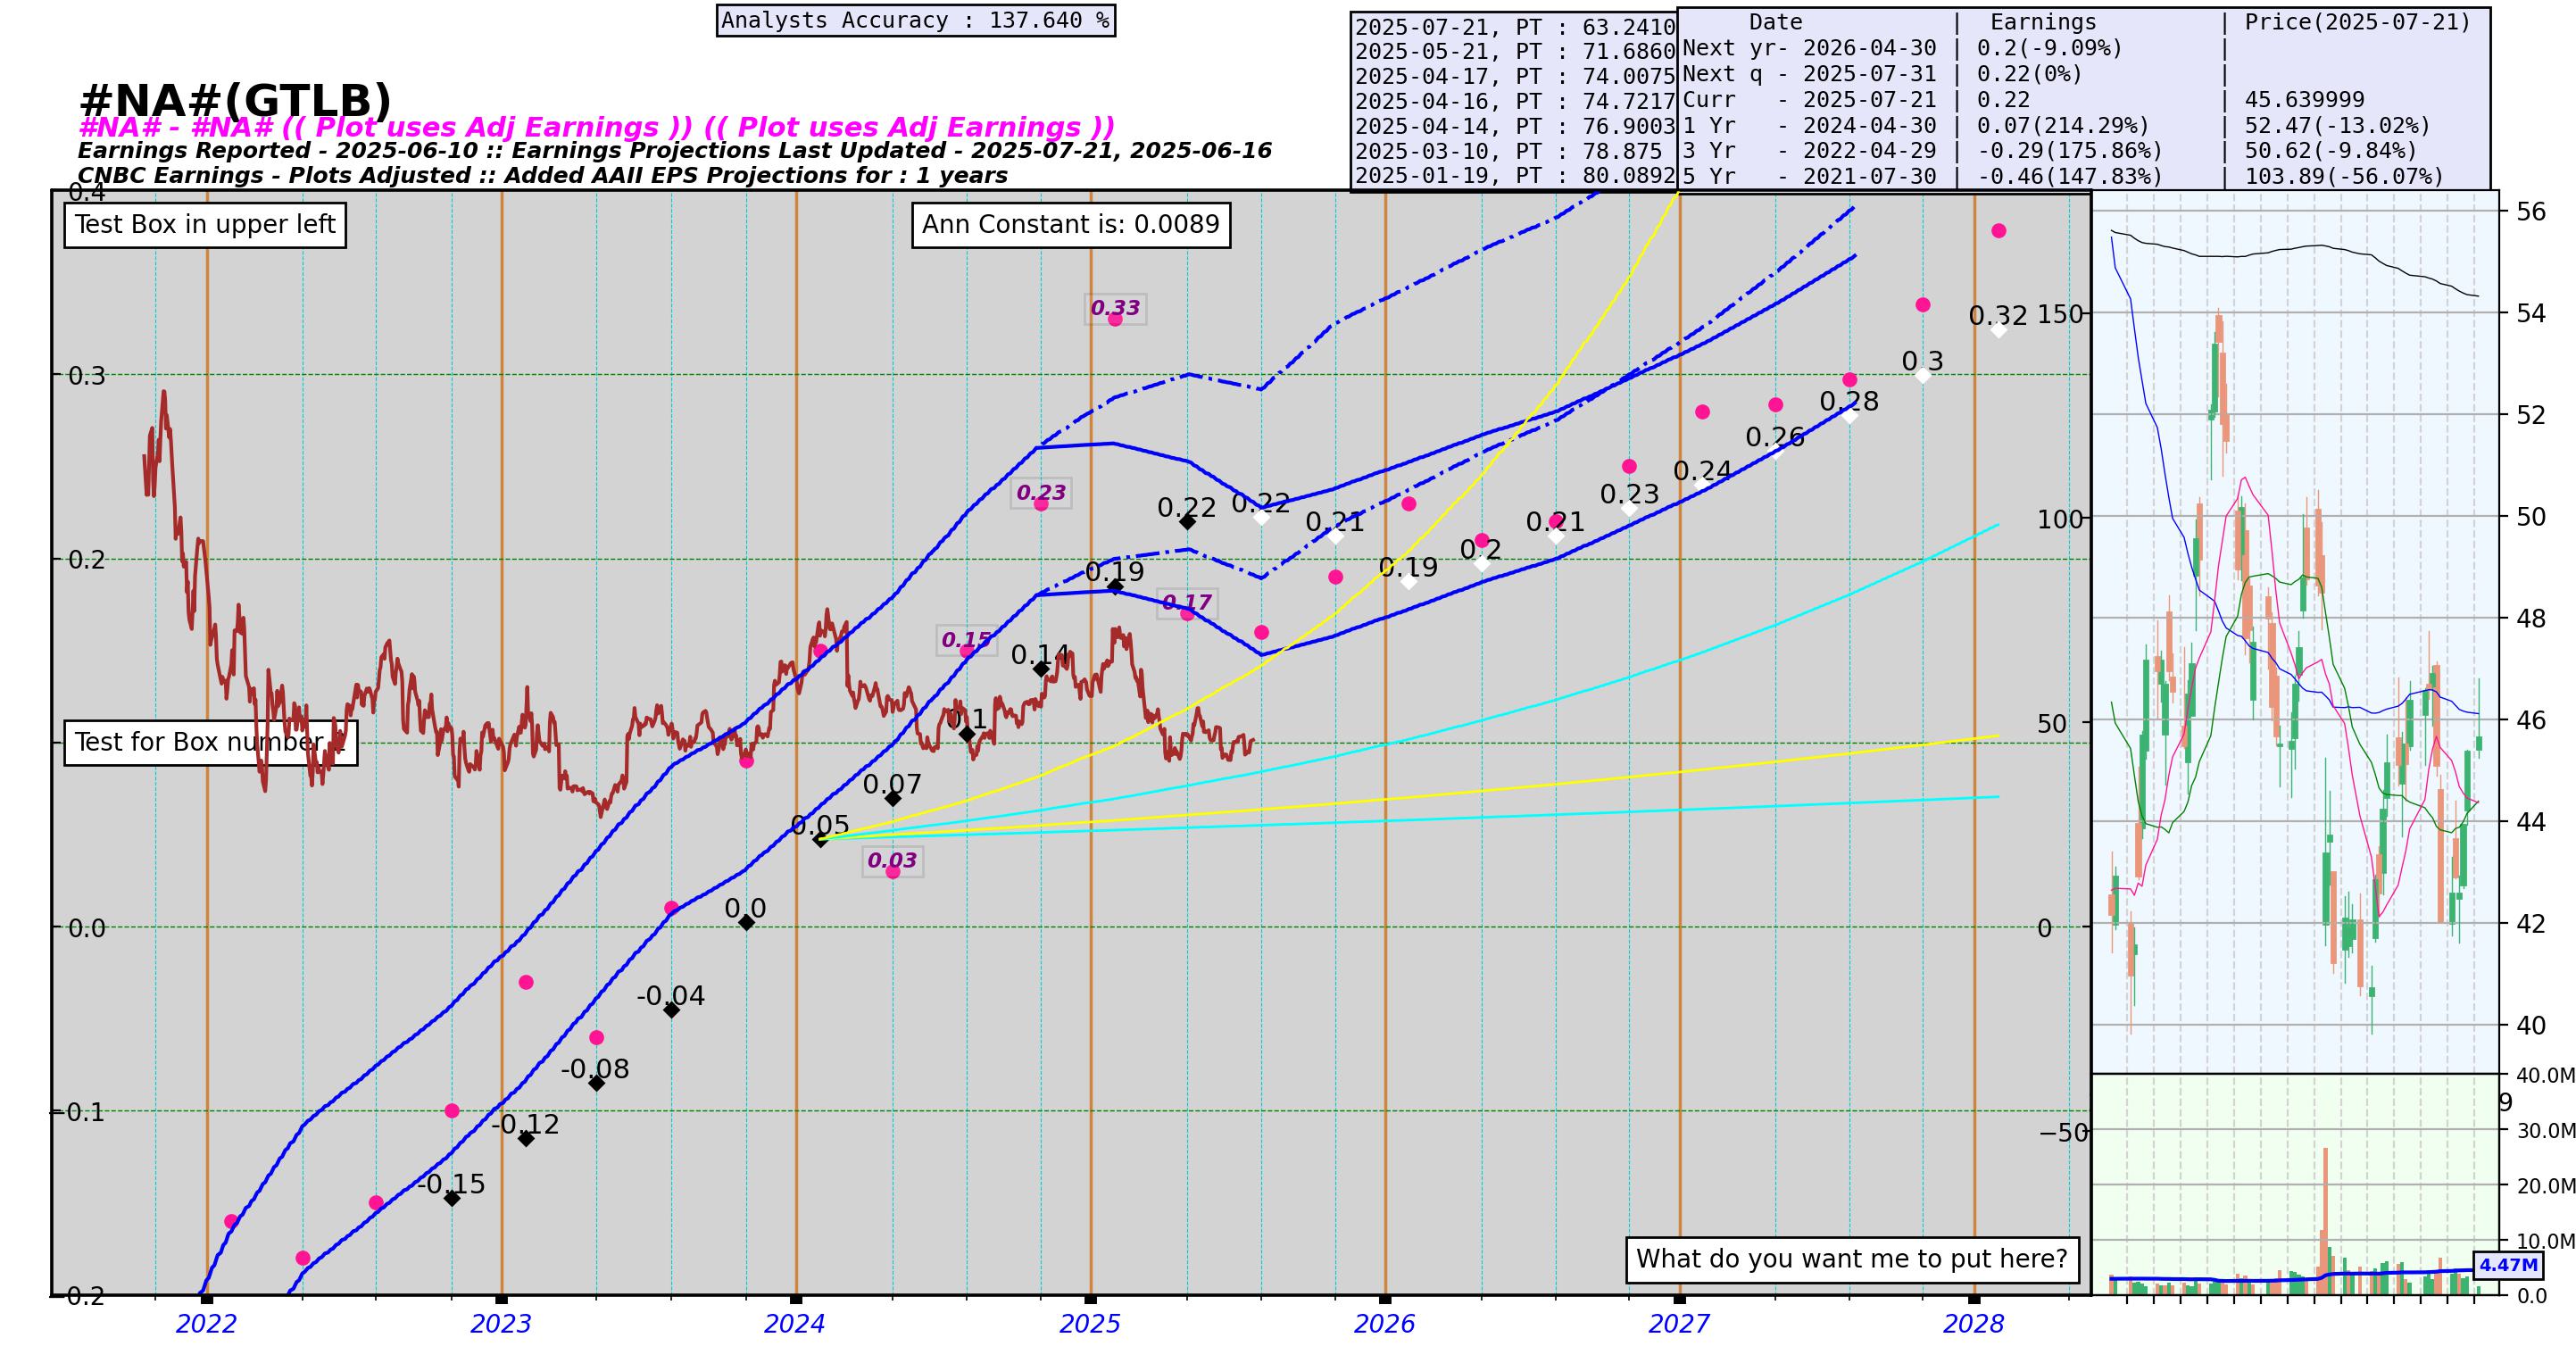 Analysts Accuracy : 137.640 %
2025-07-21, PT : 63.2410
2025-05-21, PT : 71.6860
2025-04-17, PT : 74.0075
2025-04-16, PT : 74.7217
2025-04-14, PT : 76.9003
2025-03-10, PT : 78.875
2025-01-19, PT : 80.0892
Date | Earnings | Price(2025-07-21)
Next yr- 2026-04-30 | 0.2(-9.09%) |
Next q - 2025-07-31 | 0.22(0%) |
Curr - 2025-07-21 | 0.22 | 45.639999
1 Yr - 2024-04-30 | 0.07(214.29%) | 52.47(-13.02%)
3 Yr - 2022-04-29 | -0.29(175.86%) | 50.62(-9.84%)
5 Yr - 2021-07-30 | -0.46(147.83%) | 103.89(-56.07%)
#NA#(GTLB)
#NA# - #NA# (( Plot uses Adj Earnings )) (( Plot uses Adj Earnings ))
Earnings Reported - 2025-06-10 :: Earnings Projections Last Updated - 2025-07-21, 2025-06-16
CNBC Earnings - Plots Adjusted :: Added AAII EPS Projections for : 1 years
Test Box in upper left
Ann Constant is: 0.0089
Test for Box number
What do you want me to put here?
0.4
0.3
0.2
0.0
−0.1
−0.2
-0.15
-0.12
-0.08
-0.04
0.0
0.05
0.07
0.1
0.14
0.19
0.22
0.22
0.21
0.19
0.2
0.21
0.23
0.24
0.26
0.28
0.3
0.32
0.03
0.15
0.23
0.33
0.17
150
100
50
0
−50
56
54
52
50
48
46
44
42
40
40.0M
9
30.0M
20.0M
10.0M
4.47M
0.0
2022
2023
2024
2025
2026
2027
2028